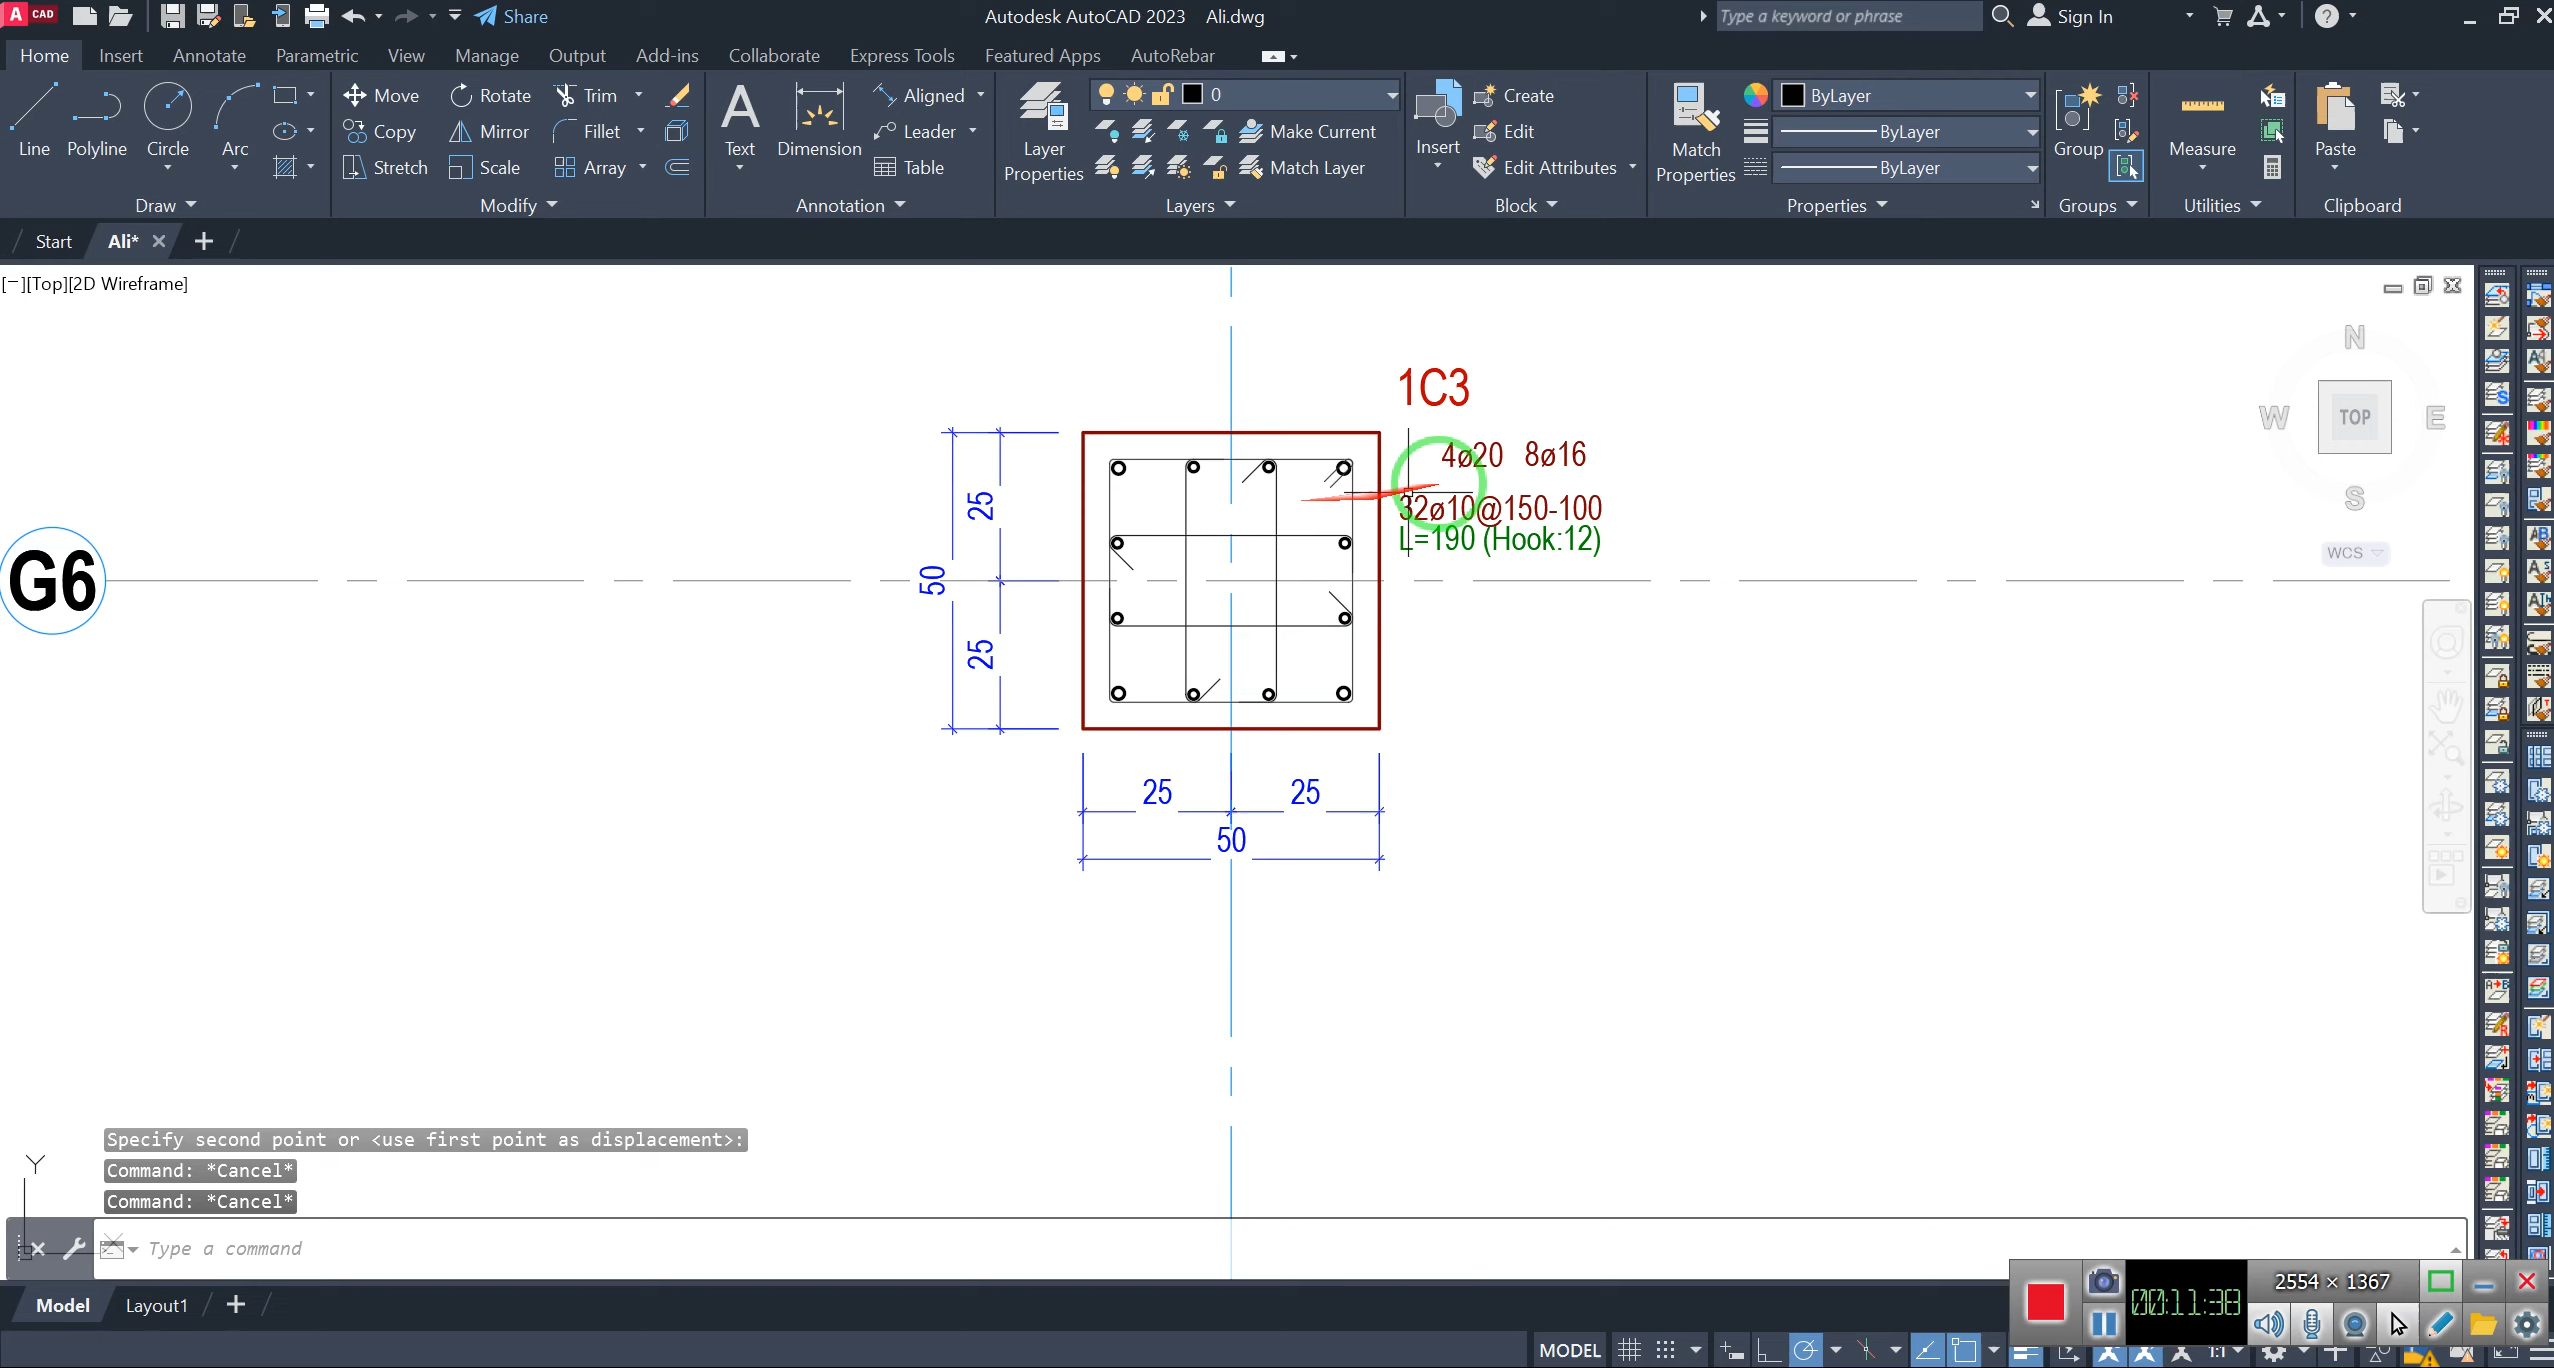 A CAD
Share
Autodesk AutoCAD 2023 Ali.dwg
Type a keyword or phrase
Sign In
Home Insert Annotate Parametric View Manage Output Add-ins Collaborate Express Tools Featured Apps AutoRebar
Line Polyline Circle Arc
Move Rotate Trim
Copy Mirror Fillet
Stretch Scale Array
Text Dimension
Aligned
Leader
Table
Layer Properties
0
Make Current
Match Layer
Insert
Create
Edit
Edit Attributes
Match Properties
ByLayer
ByLayer
ByLayer
Group
Measure
Paste
Draw Modify Annotation Layers Block Properties Groups Utilities Clipboard
Start Ali*
[−][Top][2D Wireframe]
N
W TOP E
S
WCS
1C3
4ø20 8ø16
32ø10@150-100
L=190 (Hook:12)
G6
25
50
25
25 25
50
Y
Specify second point or <use first point as displacement>:
Command: *Cancel*
Command: *Cancel*
Type a command
Model Layout1
2554 × 1367
00:11:38
MODEL
1:1